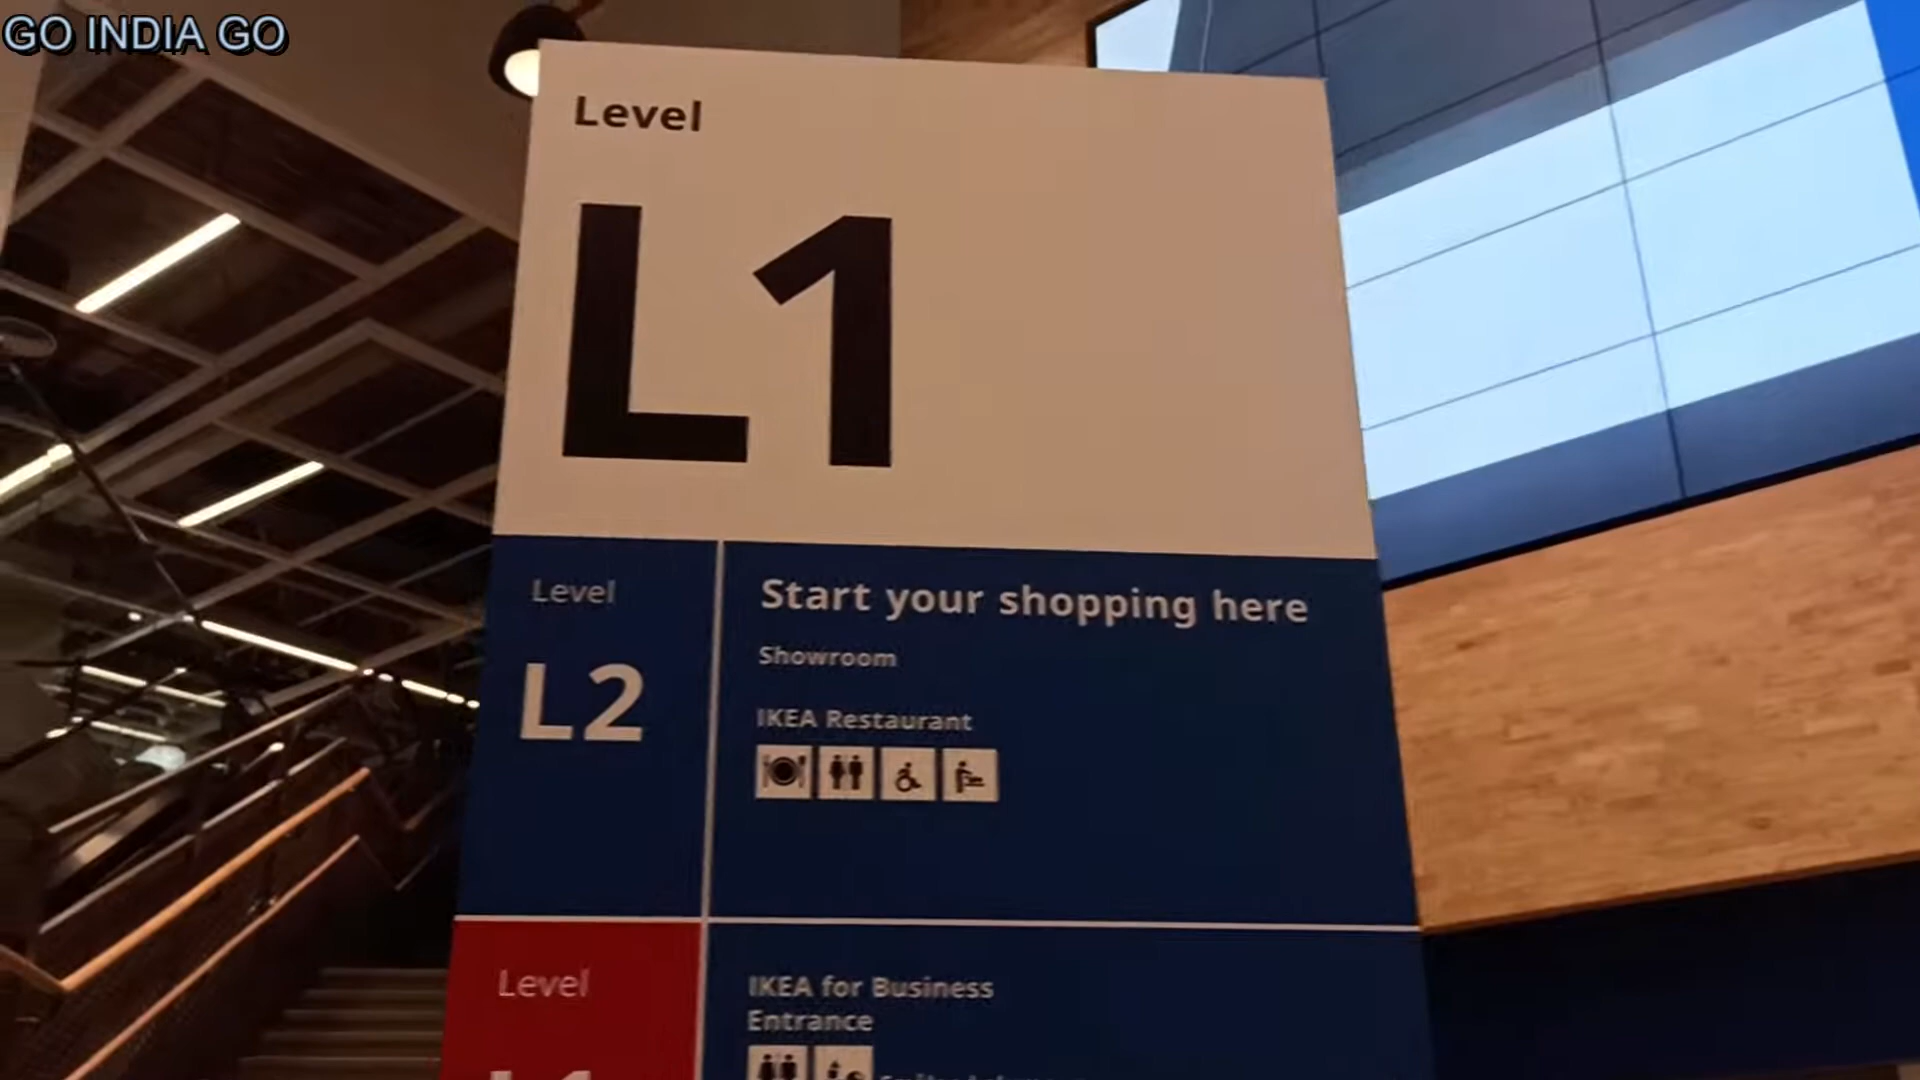 GO INDIA GO
Level
L1
Level
L2
Start your shopping here
Showroom
IKEA Restaurant
Level
L1
IKEA for Business
Entrance